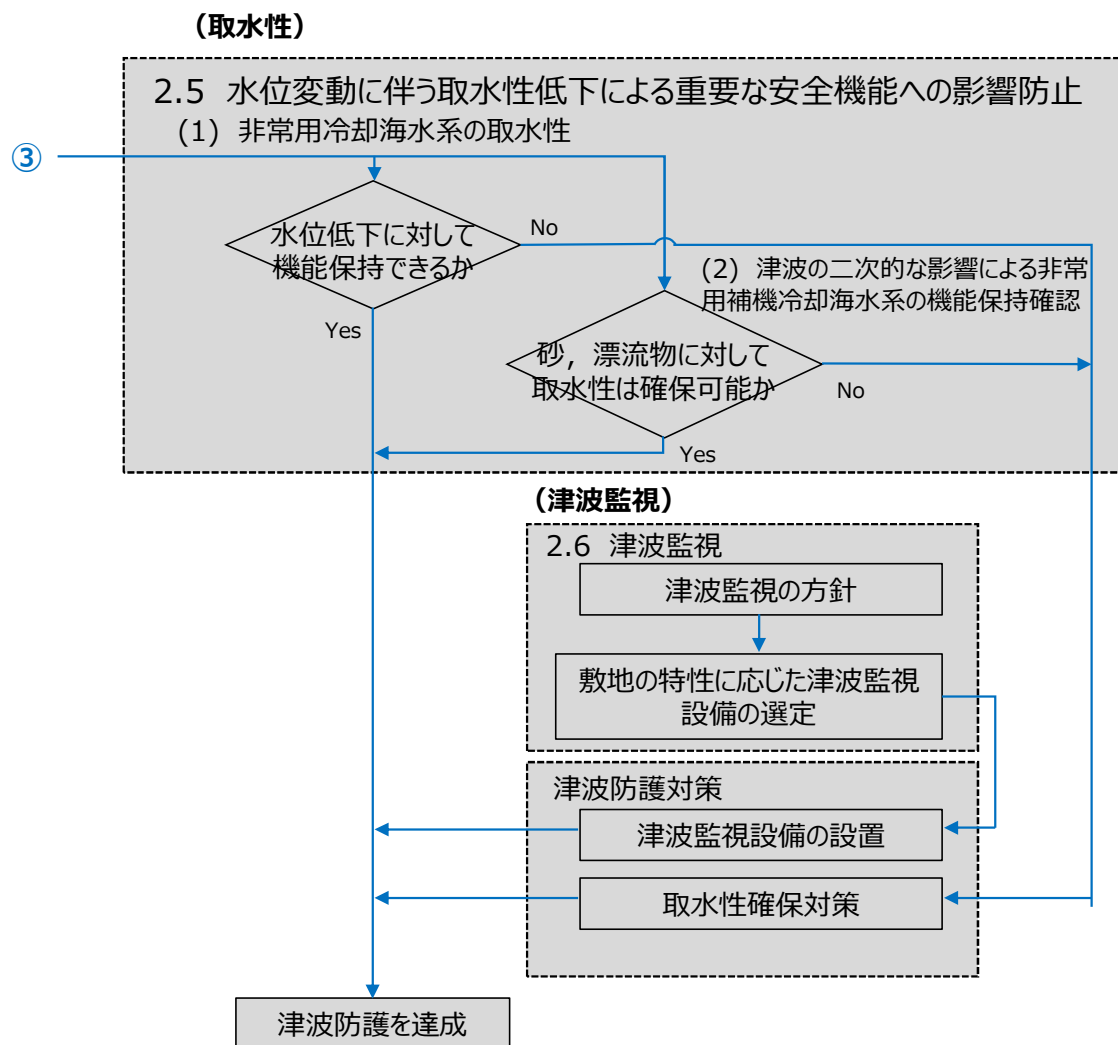 （取水性）
2.5 水位変動に伴う取水性低下による重要な安全機能への影響防止
(1) 非常用冷却海水系の取水性
③
水位低下に対して
機能保持できるか
No
Yes
(2) 津波の二次的な影響による非常
用補機冷却海水系の機能保持確認
砂，漂流物に対して
取水性は確保可能か
No
Yes
（津波監視）
2.6 津波監視
津波監視の方針
敷地の特性に応じた津波監視
設備の選定
津波防護対策
津波監視設備の設置
取水性確保対策
津波防護を達成